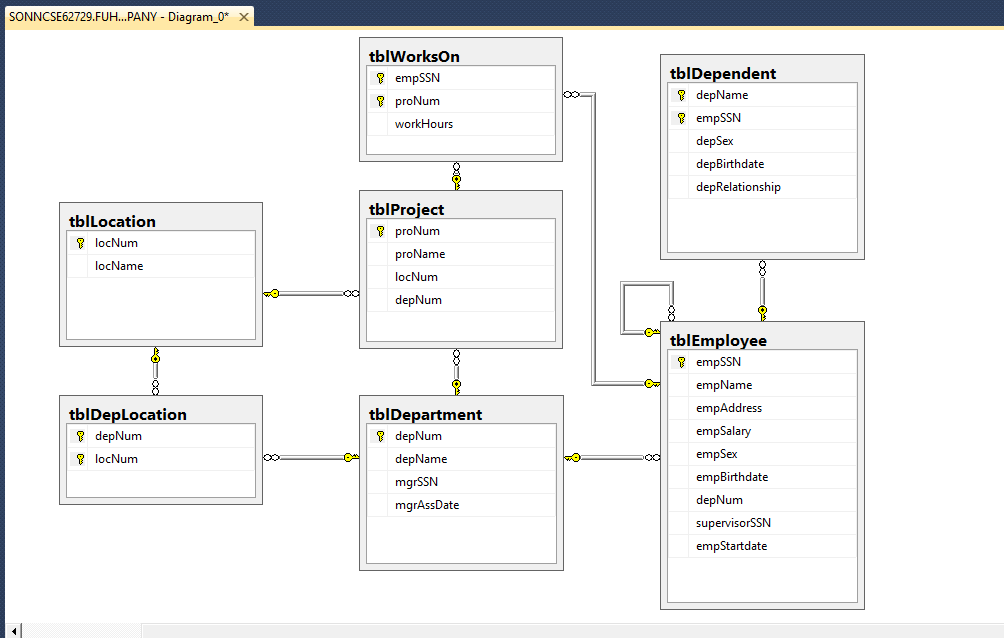 SONNCSE62729.FUH...PANY - Diagram_0*
tblWorksOn
empSSN
proNum
workHours
tblDependent
depName
empSSN
depSex
depBirthdate
depRelationship
tblLocation
locNum
locName
tblProject
proNum
proName
locNum
depNum
tblEmployee
empSSN
empName
empAddress
empSalary
empSex
empBirthdate
depNum
supervisorSSN
empStartdate
tblDepLocation
depNum
locNum
tblDepartment
depNum
depName
mgrSSN
mgrAssDate